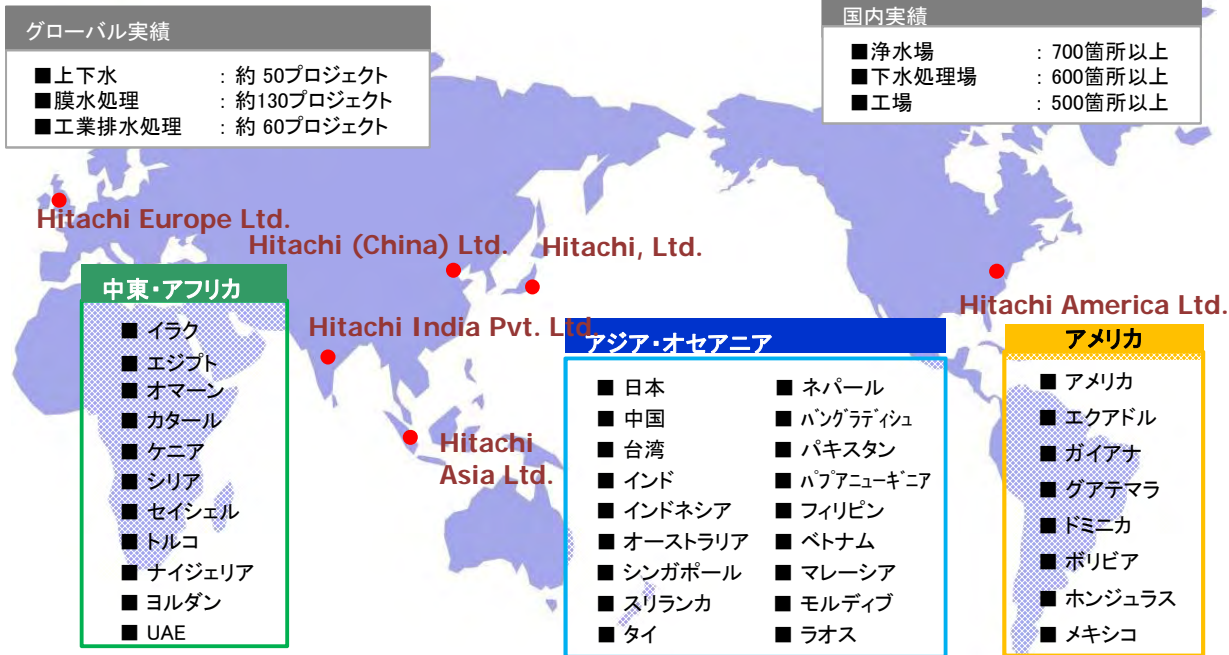 グローバル実績
■上下水 : 約 50プロジェクト
■膜水処理 : 約130プロジェクト
■工業排水処理 : 約 60プロジェクト
国内実績
■浄水場 : 700箇所以上
■下水処理場 : 600箇所以上
■工場 : 500箇所以上
Hitachi Europe Ltd.
Hitachi (China) Ltd.
Hitachi, Ltd.
Hitachi America Ltd.
Hitachi India Pvt. Ltd.
Hitachi
Asia Ltd.
中東・アフリカ
■ イラク
■ エジプト
■ オマーン
■ カタール
■ ケニア
■ シリア
■ セイシェル
■ トルコ
■ ナイジェリア
■ ヨルダン
■ UAE
アジア・オセアニア
■ 日本
■ 中国
■ 台湾
■ インド
■ インドネシア
■ オーストラリア
■ シンガポール
■ スリランカ
■ タイ
■ ネパール
■ バングラディシュ
■ パキスタン
■ パプアニューギニア
■ フィリピン
■ ベトナム
■ マレーシア
■ モルディブ
■ ラオス
アメリカ
■ アメリカ
■ エクアドル
■ ガイアナ
■ グアテマラ
■ ドミニカ
■ ボリビア
■ ホンジュラス
■ メキシコ